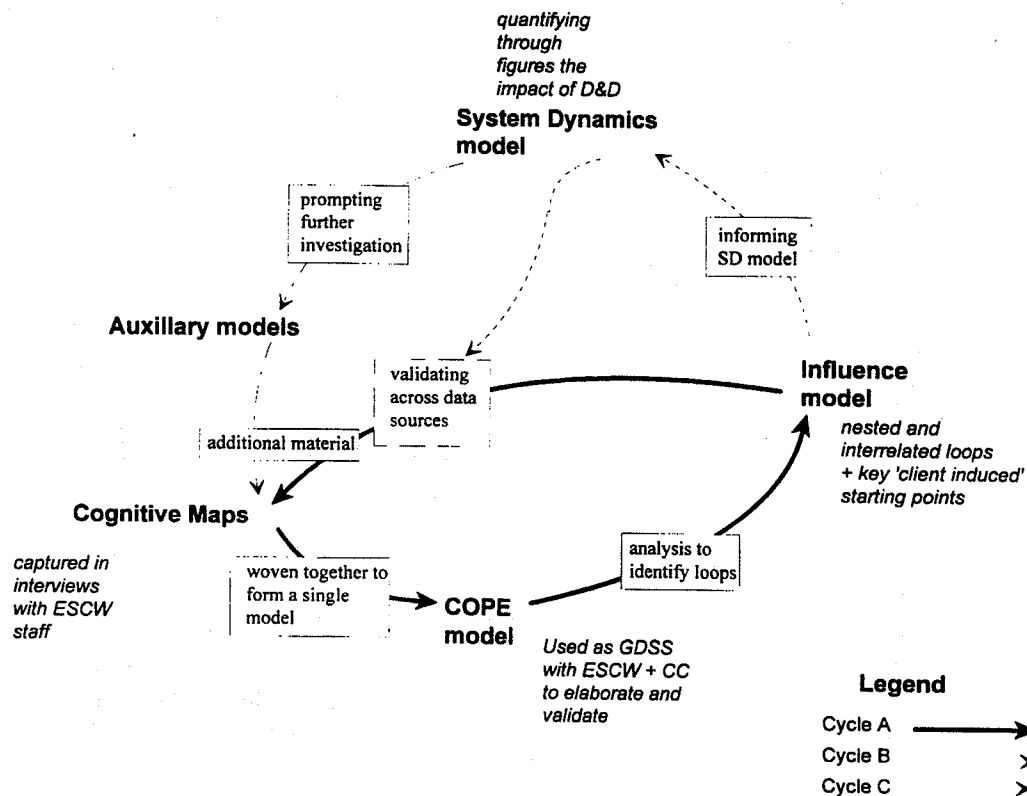 quantifying
through
figures the
impact of D&D
System Dynamics
model
prompting
further
investigation
informing
SD model
Auxillary models
validating
across data
sources
Influence
model
nested and
interrelated loops
+ key 'client induced'
starting points
additional material
Cognitive Maps
captured in
interviews
with ESCW
staff
woven together to
form a single
model
COPE
model
analysis to
identify loops
Used as GDSS
with ESCW + CC
to elaborate and
validate
Legend
Cycle A
Cycle B
Cycle C